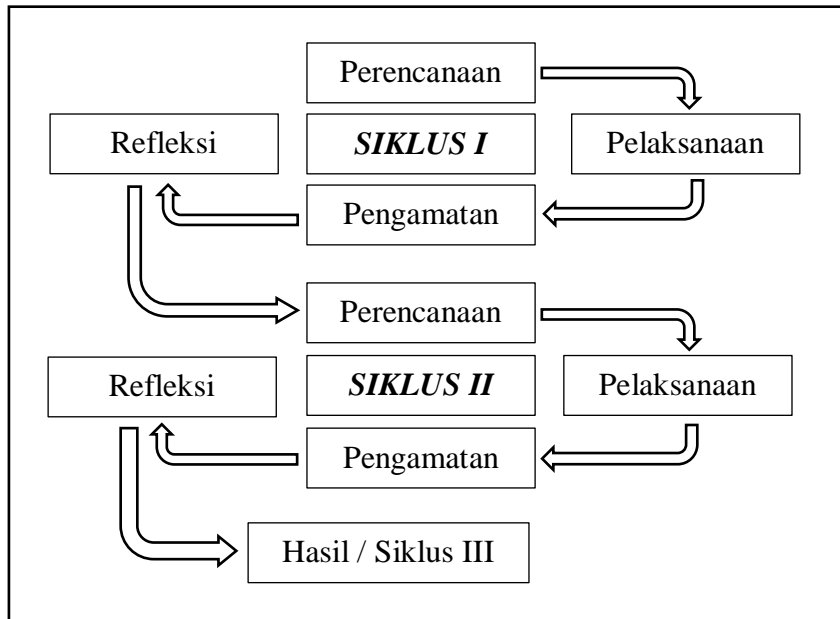 Perencanaan
Refleksi
SIKLUS I
Pelaksanaan
Pengamatan
Perencanaan
Refleksi
SIKLUS II
Pelaksanaan
Pengamatan
Hasil / Siklus III